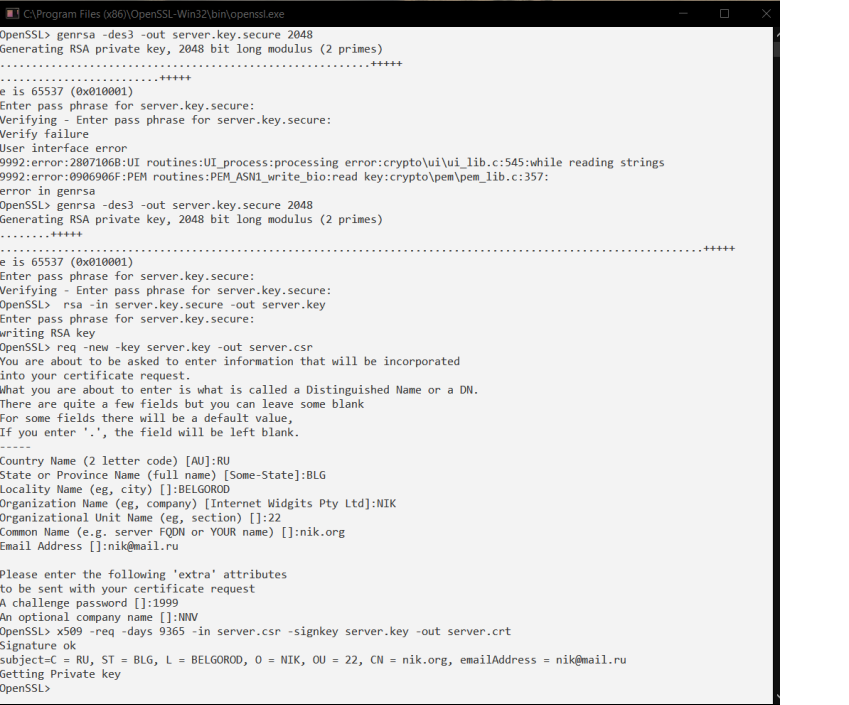 C:\Program Files (x86)\OpenSSL-Win32\bin\openssl.exe
OpenSSL> genrsa -des3 -out server.key.secure 2048
Generating RSA private key, 2048 bit long modulus (2 primes)
.........................................................+++++
.........................+++++
e is 65537 (0x010001)
Enter pass phrase for server.key.secure:
Verifying - Enter pass phrase for server.key.secure:
Verify failure
User interface error
9992:error:2807106B:UI routines:UI_process:processing error:crypto\ui\ui_lib.c:545:while reading strings
9992:error:0906906F:PEM routines:PEM_ASN1_write_bio:read key:crypto\pem\pem_lib.c:357:
error in genrsa
OpenSSL> genrsa -des3 -out server.key.secure 2048
Generating RSA private key, 2048 bit long modulus (2 primes)
........+++++
.............................................................................................................+++++
e is 65537 (0x010001)
Enter pass phrase for server.key.secure:
Verifying - Enter pass phrase for server.key.secure:
OpenSSL>  rsa -in server.key.secure -out server.key
Enter pass phrase for server.key.secure:
writing RSA key
OpenSSL> req -new -key server.key -out server.csr
You are about to be asked to enter information that will be incorporated
into your certificate request.
What you are about to enter is what is called a Distinguished Name or a DN.
There are quite a few fields but you can leave some blank
For some fields there will be a default value,
If you enter '.', the field will be left blank.
-----
Country Name (2 letter code) [AU]:RU
State or Province Name (full name) [Some-State]:BLG
Locality Name (eg, city) []:BELGOROD
Organization Name (eg, company) [Internet Widgits Pty Ltd]:NIK
Organizational Unit Name (eg, section) []:22
Common Name (e.g. server FQDN or YOUR name) []:nik.org
Email Address []:nik@mail.ru

Please enter the following 'extra' attributes
to be sent with your certificate request
A challenge password []:1999
An optional company name []:NNV
OpenSSL> x509 -req -days 9365 -in server.csr -signkey server.key -out server.crt
Signature ok
subject=C = RU, ST = BLG, L = BELGOROD, O = NIK, OU = 22, CN = nik.org, emailAddress = nik@mail.ru
Getting Private key
OpenSSL>